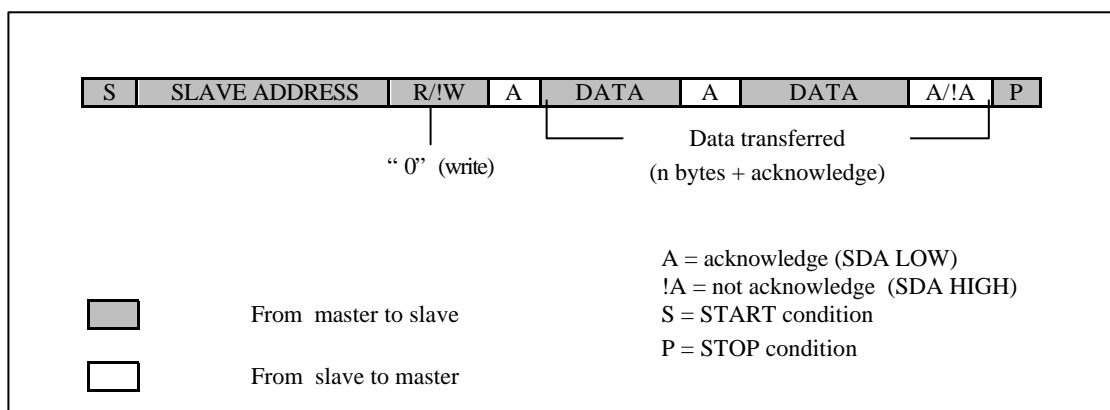 S SLAVE ADDRESS R/!W A DATA A DATA A/!A P
Data transferred
“ 0” (write)
(n bytes + acknowledge)
A = acknowledge (SDA LOW)
!A = not acknowledge (SDA HIGH)
From master to slave
S = START condition
P = STOP condition
From slave to master